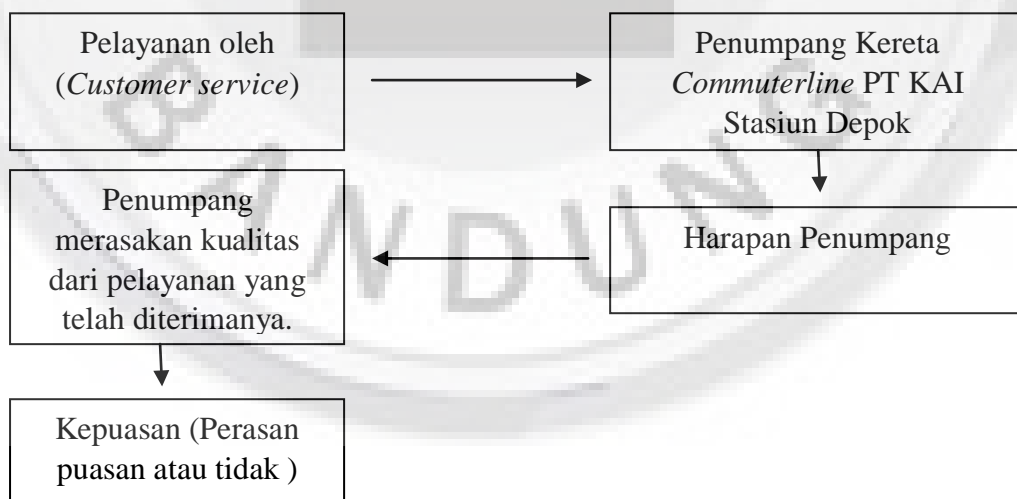 Pelayanan oleh
(Customer service)
Penumpang Kereta
Commuterline PT KAI
Stasiun Depok
Harapan Penumpang
Penumpang
merasakan kualitas
dari pelayanan yang
telah diterimanya.
Kepuasan (Perasan
puasan atau tidak )
BANDUNG